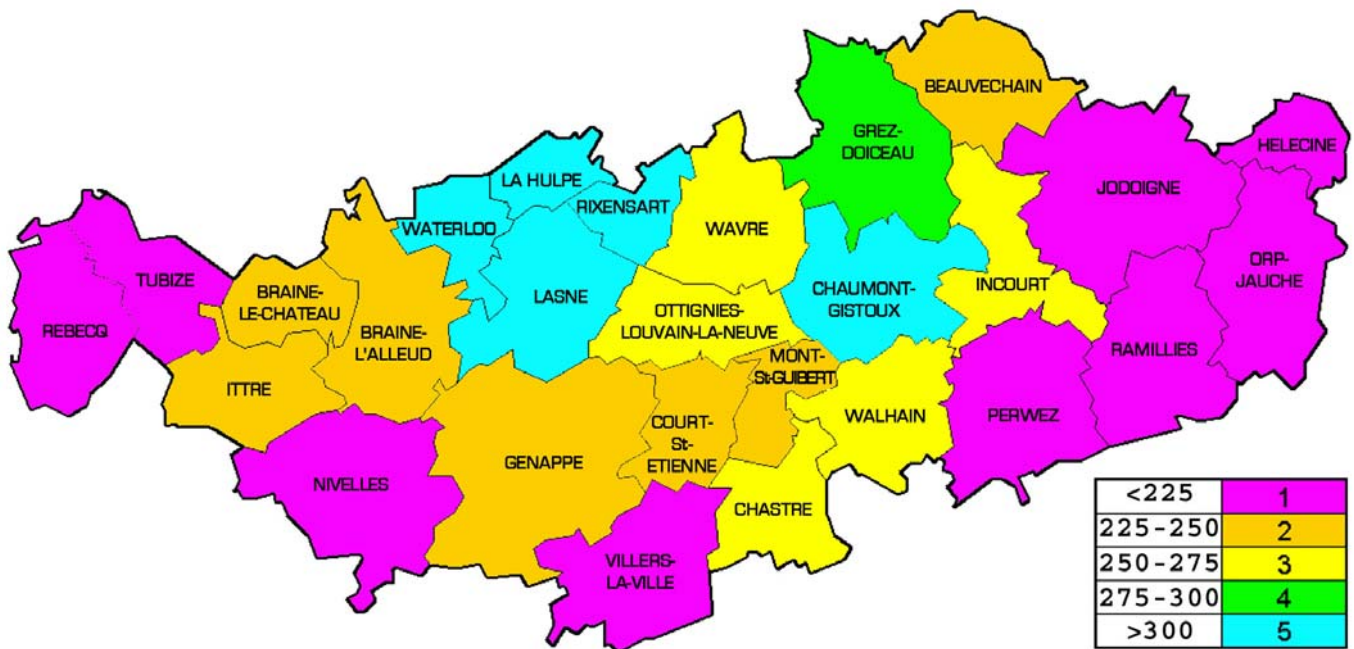 BEAUVECHAIN
GREZ-
DOICEAU
HELECINE
JODOIGNE
LA HULPE
RIXENSART
WATERLOO
WAVRE
ORP-
JAUCHE
TUBIZE
BRAINE-
LE-CHATEAU
LASNE
CHAUMONT-
GISTOUX
INCOURT
REBECQ
BRAINE-
L'ALLEUD
OTTIGNIES-
LOUVAIN-LA-NEUVE
RAMILLIES
ITTRE
MONT-
St-GUIBERT
WALHAIN
PERWEZ
COURT-
St-
ETIENNE
GENAPPE
NIVELLES
CHASTRE
VILLERS-
LA-VILLE
<225 1
225-250 2
250-275 3
275-300 4
>300 5